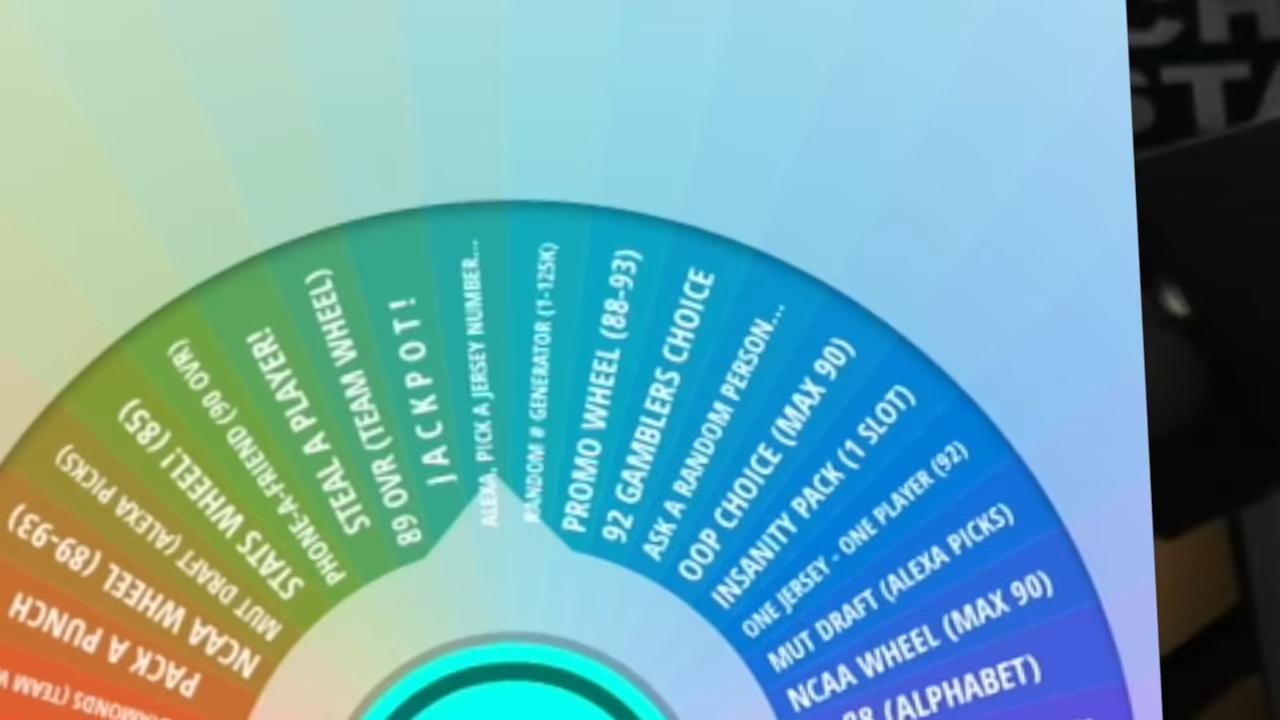 PACK A PUNCH
NCAA WHEEL (89-93)
MUT DRAFT (ALEXA PICKS)
STATS WHEEL! (85)
PHONE-A-FRIEND (90 OVR)
STEAL A PLAYER!
89 OVR (TEAM WHEEL)
JACKPOT!
ALEXA, PICK A JERSEY NUMBER...
RANDOM # GENERATOR (1-125K)
PROMO WHEEL (88-93)
92 GAMBLERS CHOICE
ASK A RANDOM PERSON...
OOP CHOICE (MAX 90)
INSANITY PACK (1 SLOT)
ONE JERSEY - ONE PLAYER (92)
MUT DRAFT (ALEXA PICKS)
NCAA WHEEL (MAX 90)
88 (ALPHABET)